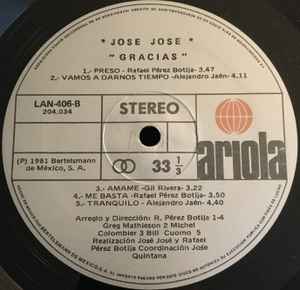 * JOSE JOSE *
" GRACIAS "
1.- PRESO - Rafael Pérez Botija - 3.47
2.- VAMOS A DARNOS TIEMPO -Alejandro Jaén - 4.11
LAN-406-B
204.034
STEREO
(P) 1981 Bertelsmann
de México, S. A.
33 1/3
ariola
3.- AMAME -Gil Rivera- 3.22
4.- ME BASTA -Rafael Pérez Botija- 3.50
5.- TRANQUILO - Alejandro Jaén- 4.40
Arreglo y Dirección: R. Pérez Botija 1-4
Greg Mathieson 2 Michel
Colombier 3 Bill Cuomo 5
Realización José José y Rafael
Pérez Botija Coordinación José
Quintana